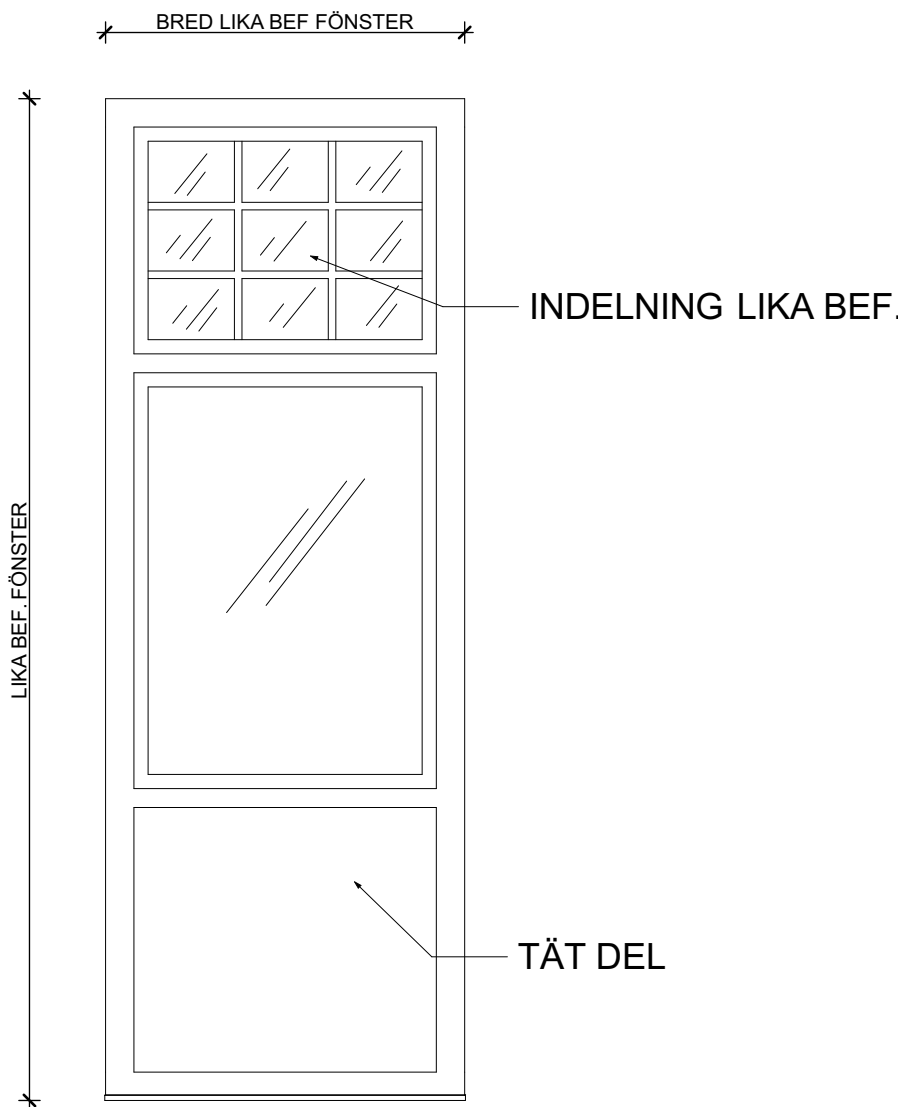 BRED LIKA BEF FÖNSTER
INDELNING LIKA BEF.
LIKA BEF. FÖNSTER
TÄT DEL